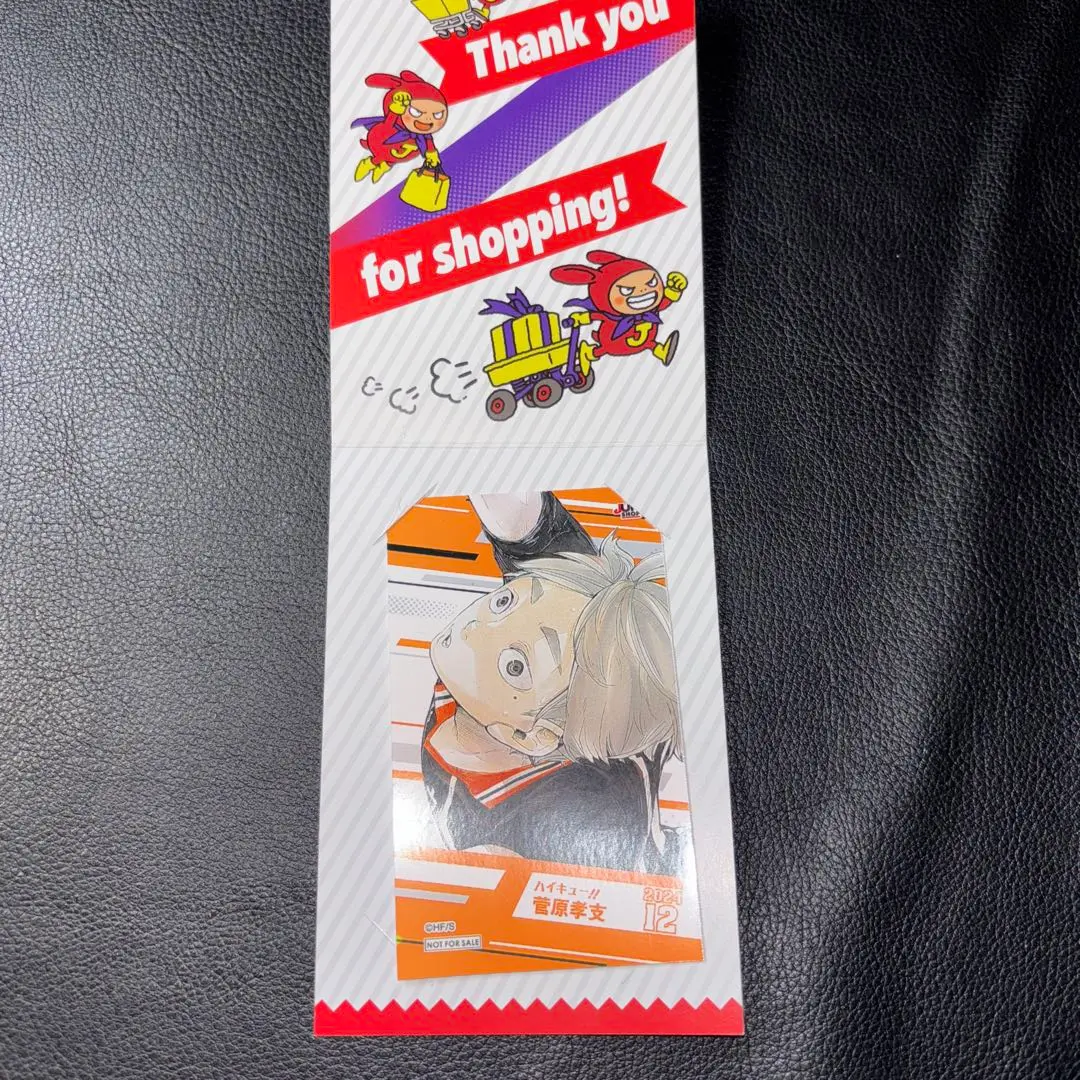 Thank you
J
for shopping!
J
SHOP
ハイキュー!!
菅原孝支
2024
12
©HF/S
NOT FOR SALE